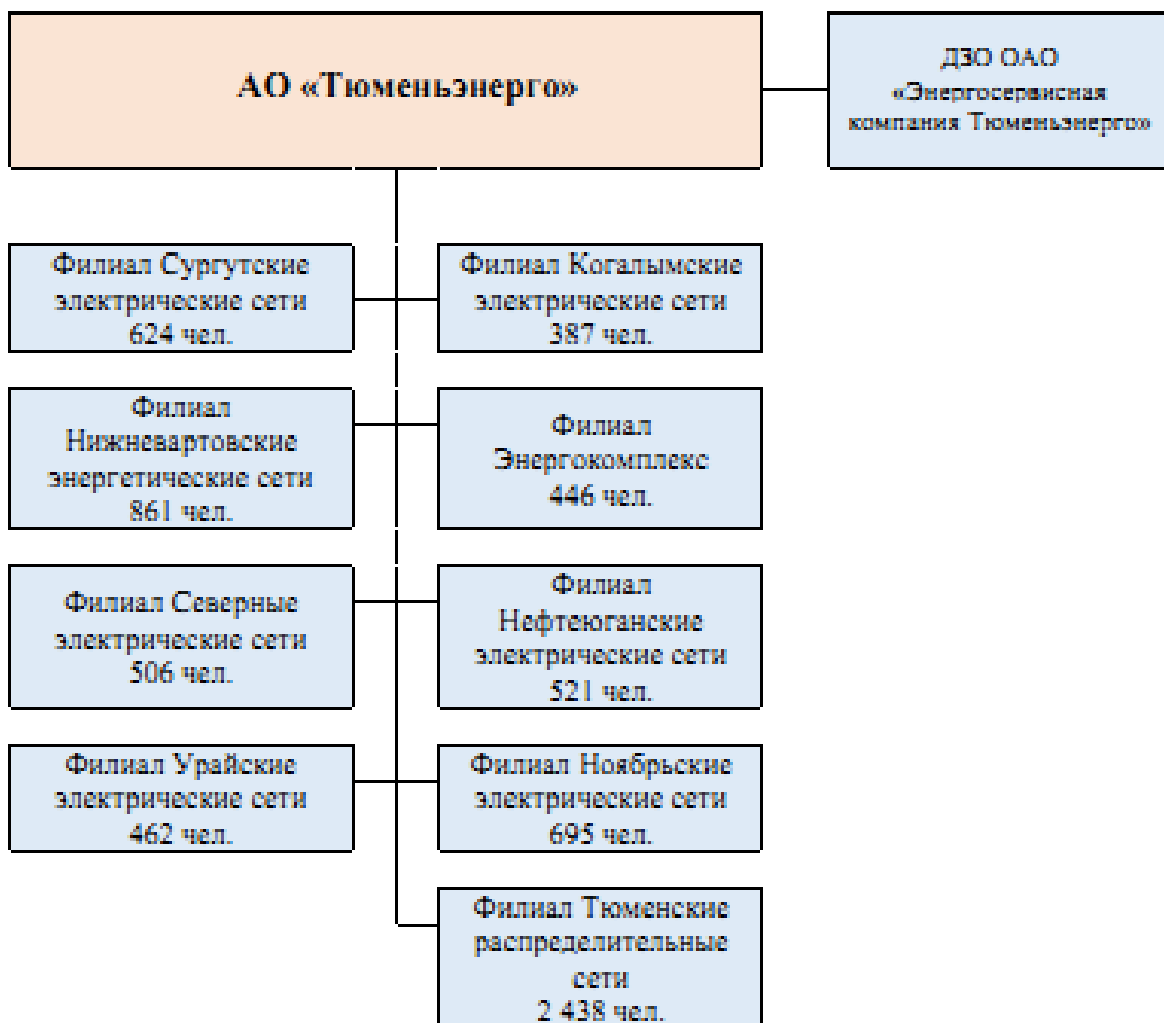 АО «Тюменьэнерго»
ДЗО ОАО
«Энергосервисная
компания Тюменьэнерго»
Филиал Сургутские
электрические сети
624 чел.
Филиал Когалымские
электрические сети
387 чел.
Филиал
Нижневартовские
энергетические сети
861 чел.
Филиал
Энергокомплекс
446 чел.
Филиал Северные
электрические сети
506 чел.
Филиал
Нефтеюганские
электрические сети
521 чел.
Филиал Урайские
электрические сети
462 чел.
Филиал Ноябрьские
электрические сети
695 чел.
Филиал Тюменские
распределительные
сети
2 438 чел.